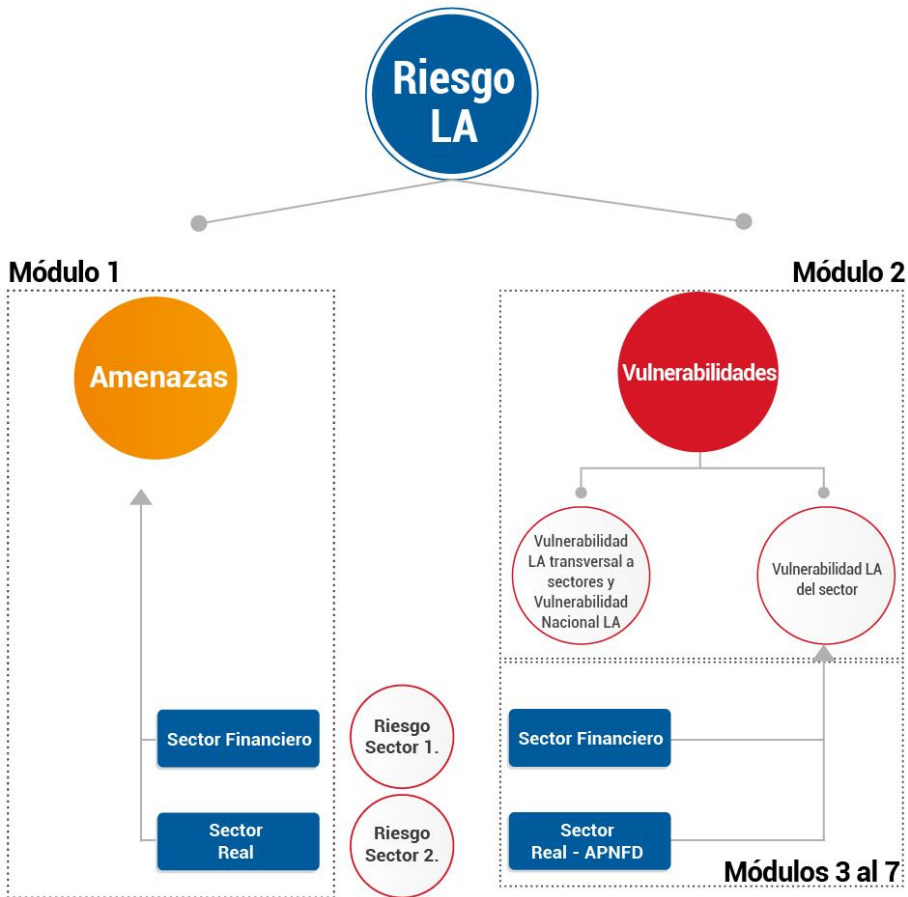 Riesgo
LA
Módulo 1
Módulo 2
Amenazas
Vulnerabilidades
Vulnerabilidad
LA transversal a
sectores y
Vulnerabilidad
Nacional LA
Vulnerabilidad LA
del sector
Sector Financiero
Riesgo
Sector 1.
Sector Financiero
Sector
Real
Riesgo
Sector 2.
Sector
Real - APNFD
Módulos 3 al 7